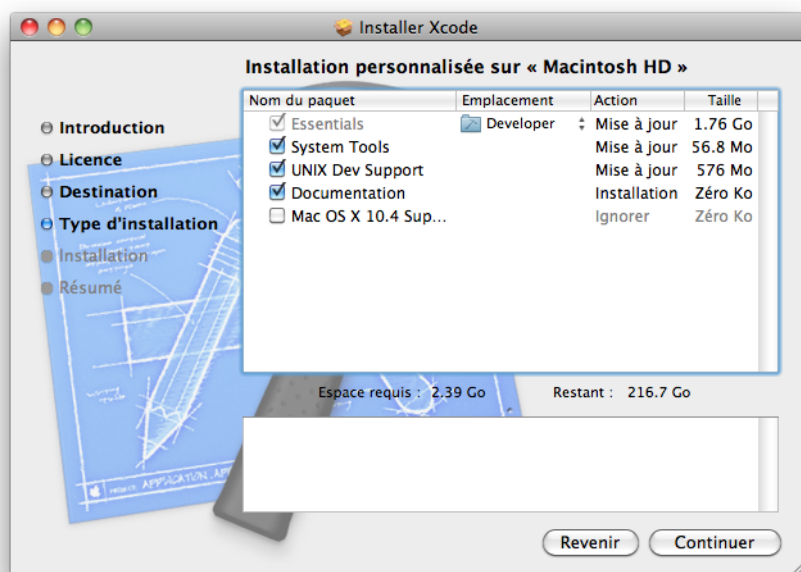 Installer Xcode
Installation personnalisée sur « Macintosh HD »
Introduction
Licence
Destination
Type d'installation
Installation
Résumé
Nom du paquet Emplacement Action Taille
Essentials Developer Mise à jour 1.76 Go
System Tools Mise à jour 56.8 Mo
UNIX Dev Support Mise à jour 576 Mo
Documentation Installation Zéro Ko
Mac OS X 10.4 Sup... Ignorer Zéro Ko
Espace requis : 2.39 Go Restant : 216.7 Go
PROJECT: APPLICATION.APP
Revenir Continuer